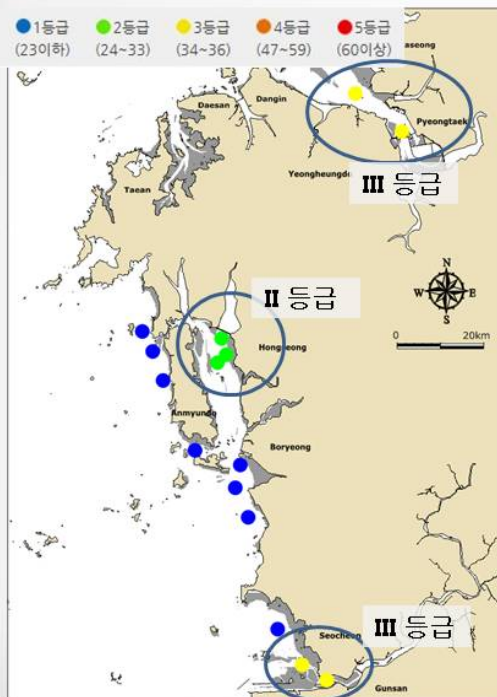 1등급 2등급 3등급 4등급 5등급
(23이하) (24~33) (34~36) (47~59) (60이상)
aseong
Daesan Dangin
Pyeongtaek
Taean
Yeongheungdo
III 등급
II 등급
N
W E
S
Hongseong
0 20km
Anmyundo
Boryeong
III 등급
Seocheon
Gunsan